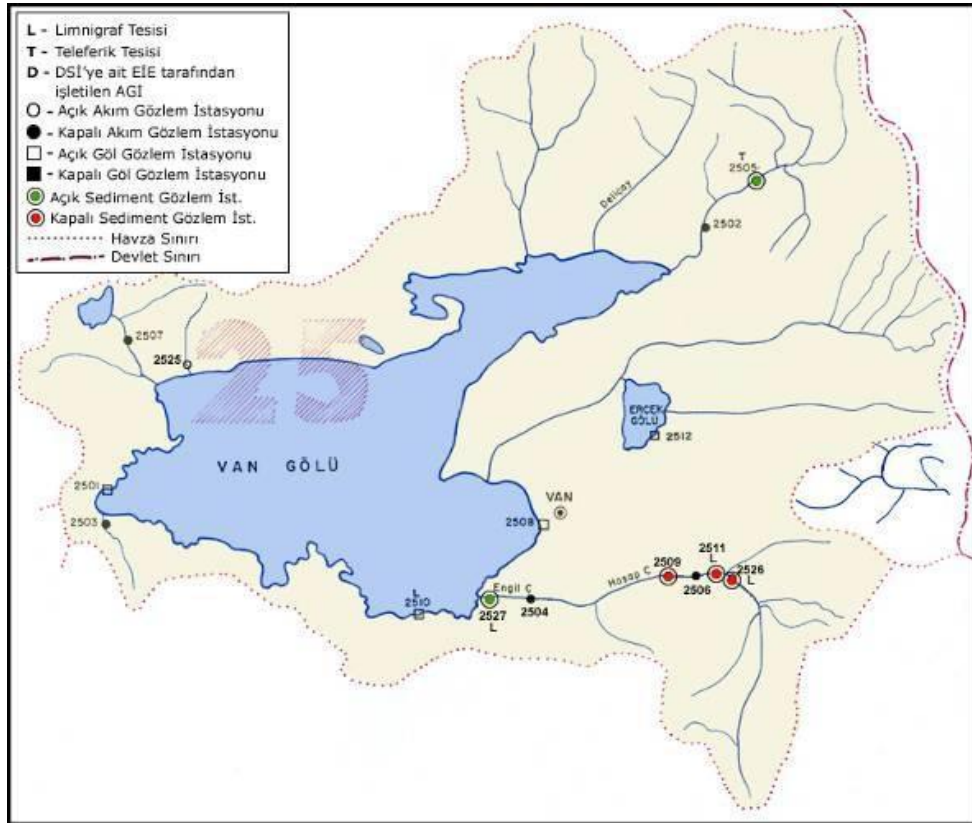 L - Limnigraf Tesisi
T - Teleferik Tesisi
D - DSİ'ye ait EİE tarafından
işletilen AGİ
- Açık Akım Gözlem İstasyonu
- Kapalı Akım Gözlem İstasyonu
- Açık Göl Gözlem İstasyonu
- Kapalı Göl Gözlem İstasyonu
Açık Sediment Gözlem İst.
Kapalı Sediment Gözlem İst.
Havza Sınırı
Devlet Sınırı
T
2505
Deliçay
2502
2507
2525
25
ERÇEK
GÖLÜ
2512
VAN GÖLÜ
2501
2503
VAN
2508
2511
L
2509
2526
L
Hoşap Ç
2506
Engil Ç
L
2510
2527
L
2504